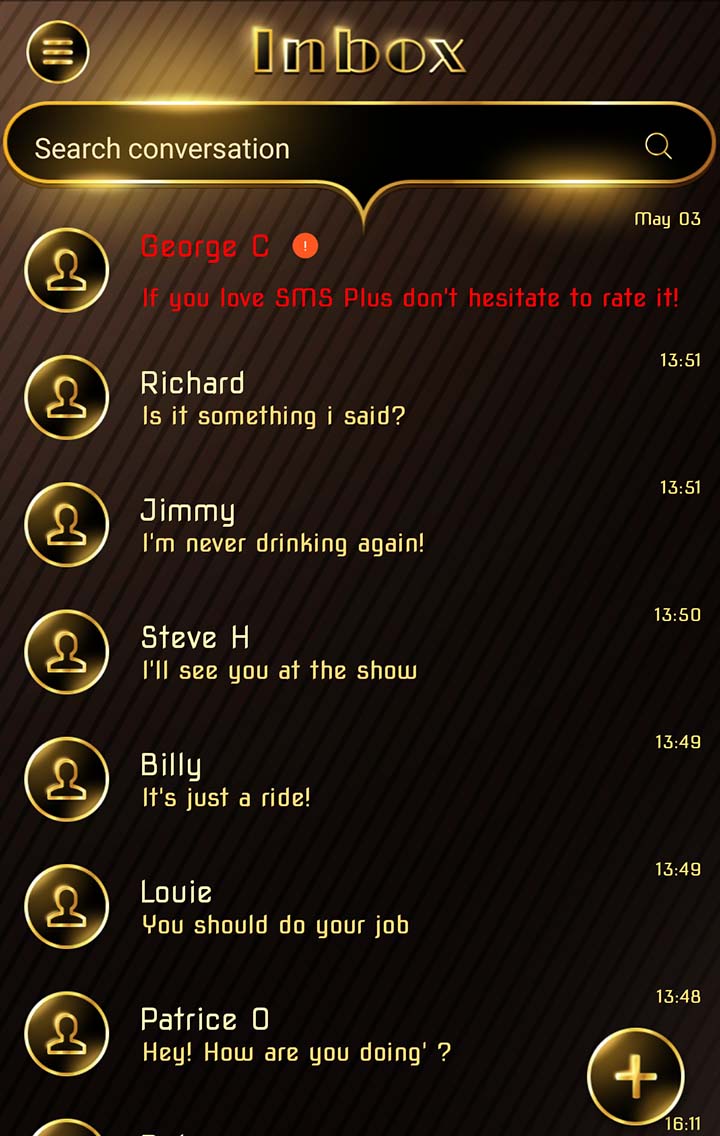 Inbox
Search conversation
May 03
George C !
If you love SMS Plus don't hesitate to rate it!
13:51
Richard
Is it something i said?
13:51
Jimmy
I'm never drinking again!
13:50
Steve H
I'll see you at the show
13:49
Billy
It's just a ride!
13:49
Louie
You should do your job
13:48
Patrice O
Hey! How are you doing' ?
16:11